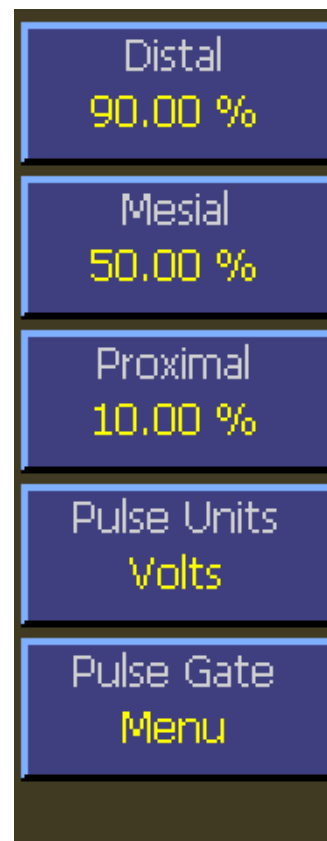 Distal
90.00 %
Mesial
50.00 %
Proximal
10.00 %
Pulse Units
Volts
Pulse Gate
Menu